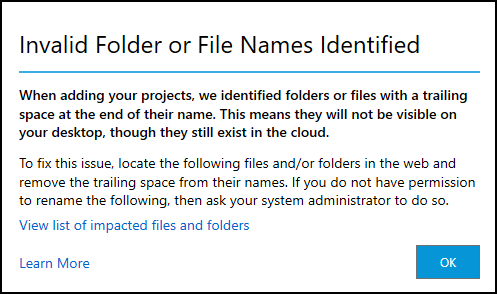 Invalid Folder or File Names Identified
When adding your projects, we identified folders or files with a trailing
space at the end of their name. This means they will not be visible on
your desktop, though they still exist in the cloud.
To fix this issue, locate the following files and/or folders in the web and
remove the trailing space from their names. If you do not have permission
to rename the following, then ask your system administrator to do so.
View list of impacted files and folders
Learn More
OK